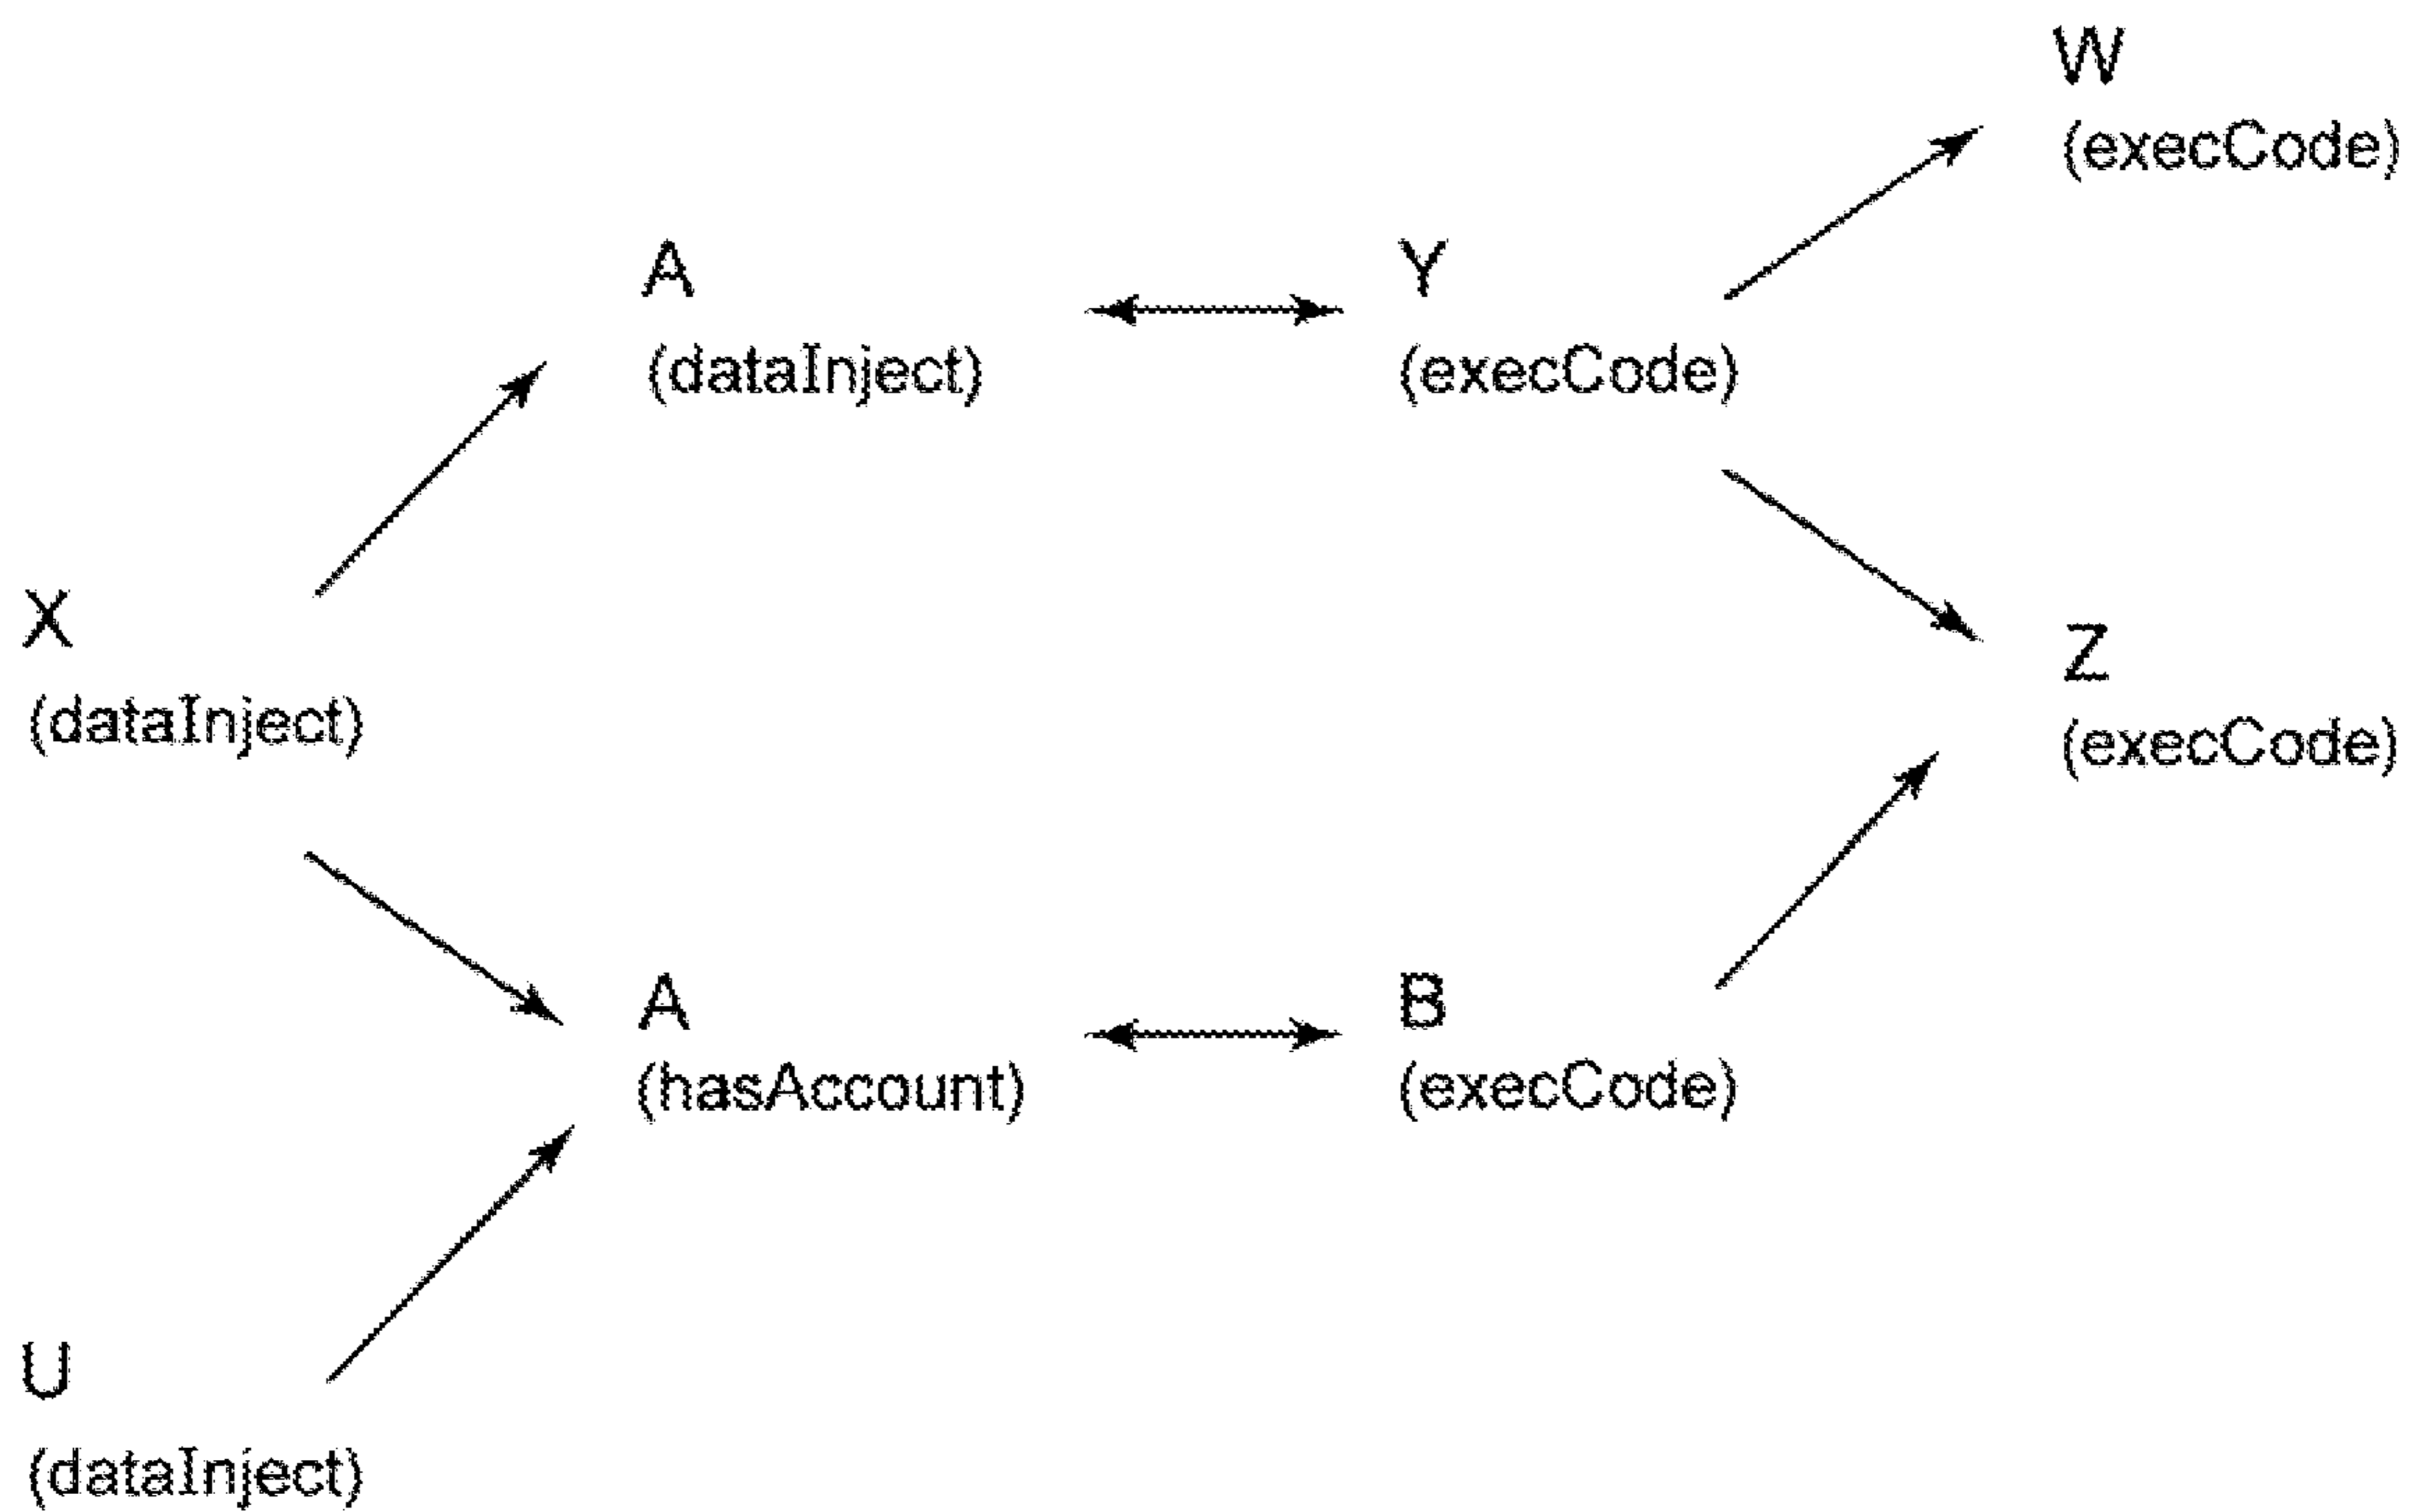 W
(execCode)
A
(dataInject)
Y
(execCode)
X
(dataInject)
Z
(execCode)
A
(hasAccount)
B
(execCode)
U
(dataInject)